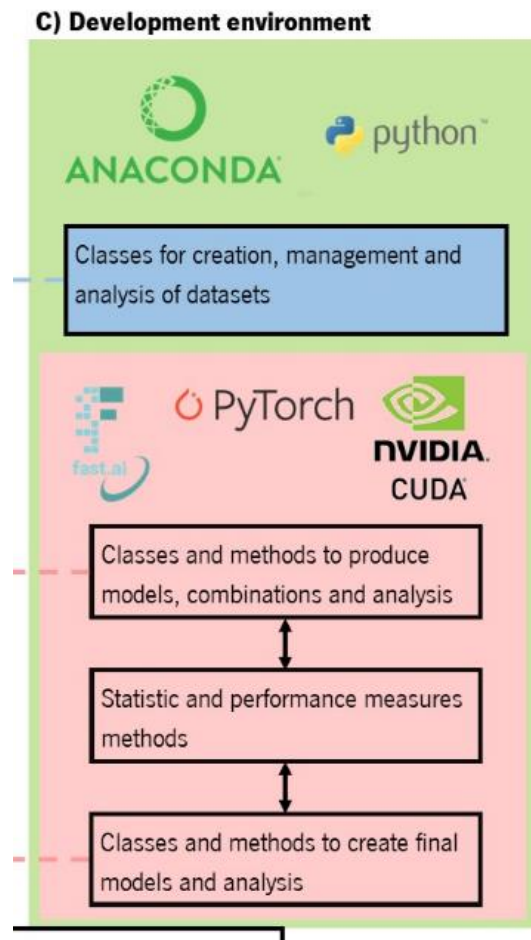 C) Development environment
ANACONDA
python™
Classes for creation, management and
analysis of datasets
fast.ai
PyTorch
NVIDIA.
CUDA
Classes and methods to produce
models, combinations and analysis
Statistic and performance measures
methods
Classes and methods to create final
models and analysis